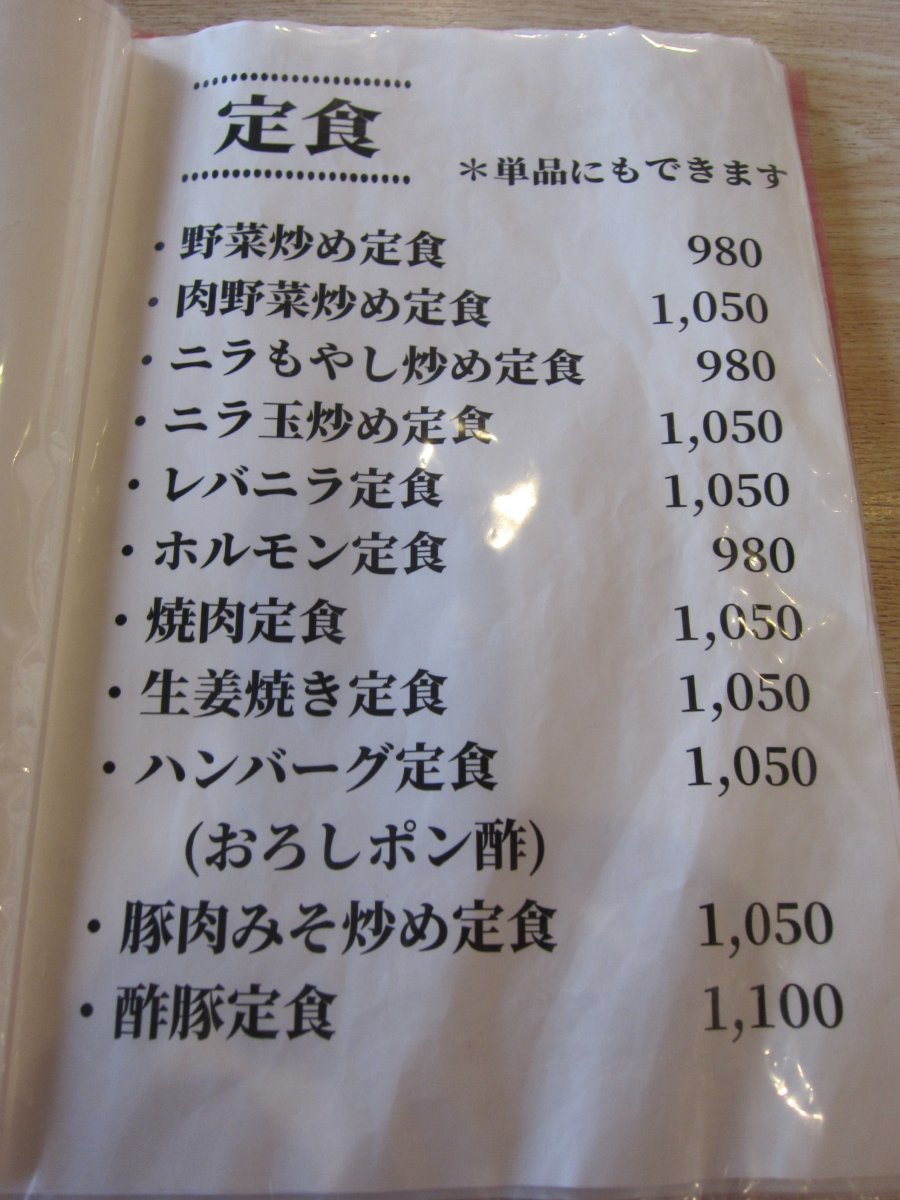 定食
＊単品にもできます
・野菜炒め定食 980
・肉野菜炒め定食 1,050
・ニラもやし炒め定食 980
・ニラ玉炒め定食 1,050
・レバニラ定食 1,050
・ホルモン定食 980
・焼肉定食 1,050
・生姜焼き定食 1,050
・ハンバーグ定食 1,050
(おろしポン酢)
・豚肉みそ炒め定食 1,050
・酢豚定食 1,100